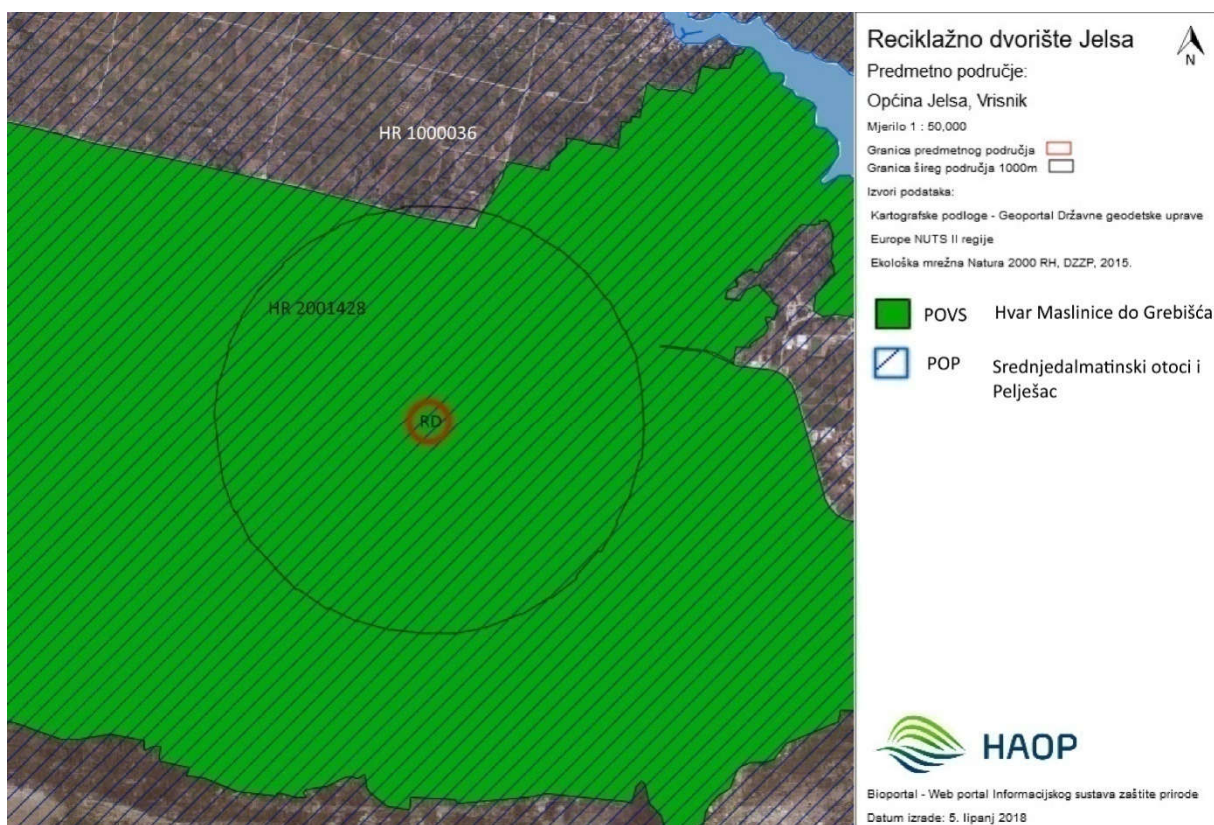 HR 1000036
HR 2001428
RD
Reciklažno dvorište Jelsa
N
Predmetno područje:
Općina Jelsa, Vrisnik
Mjerilo 1 : 50,000
Granica predmetnog područja
Granica šireg područja 1000m
Izvori podataka:
Kartografske podloge - Geoportal Državne geodetske uprave
Europe NUTS II regije
Ekološka mrežna Natura 2000 RH, DZZP, 2015.
POVS Hvar Maslinice do Grebišća
POP Srednjedalmatinski otoci i
Pelješac
HAOP
Bioportal - Web portal Informacijskog sustava zaštite prirode
Datum izrade: 5. lipanj 2018